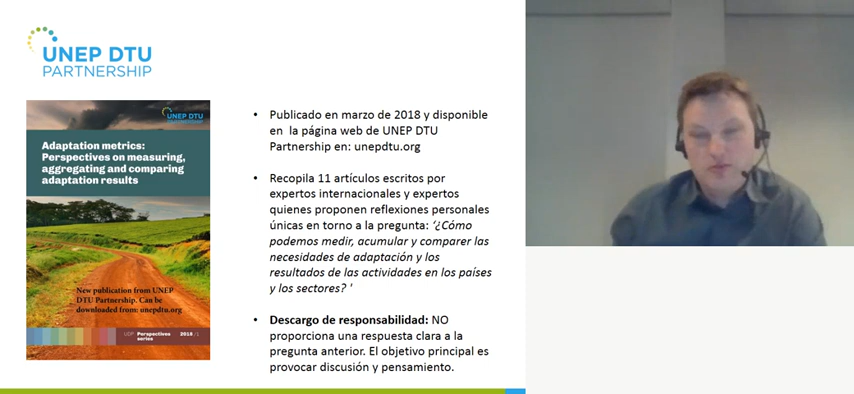 UNEP DTU
PARTNERSHIP
UNEP DTU
PARTNERSHIP
Adaptation metrics:
Perspectives on measuring,
aggregating and comparing
adaptation results
New publication from UNEP
DTU Partnership. Can be
downloaded from: unepdtu.org
UDP Perspectives
series
2018 /1
• Publicado en marzo de 2018 y disponible
en la página web de UNEP DTU
Partnership en: unepdtu.org
• Recopila 11 artículos escritos por
expertos internacionales y expertos
quienes proponen reflexiones personales
únicas en torno a la pregunta: ‘¿Cómo
podemos medir, acumular y comparar las
necesidades de adaptación y los
resultados de las actividades en los países
y los sectores? '
• Descargo de responsabilidad: NO
proporciona una respuesta clara a la
pregunta anterior. El objetivo principal es
provocar discusión y pensamiento.